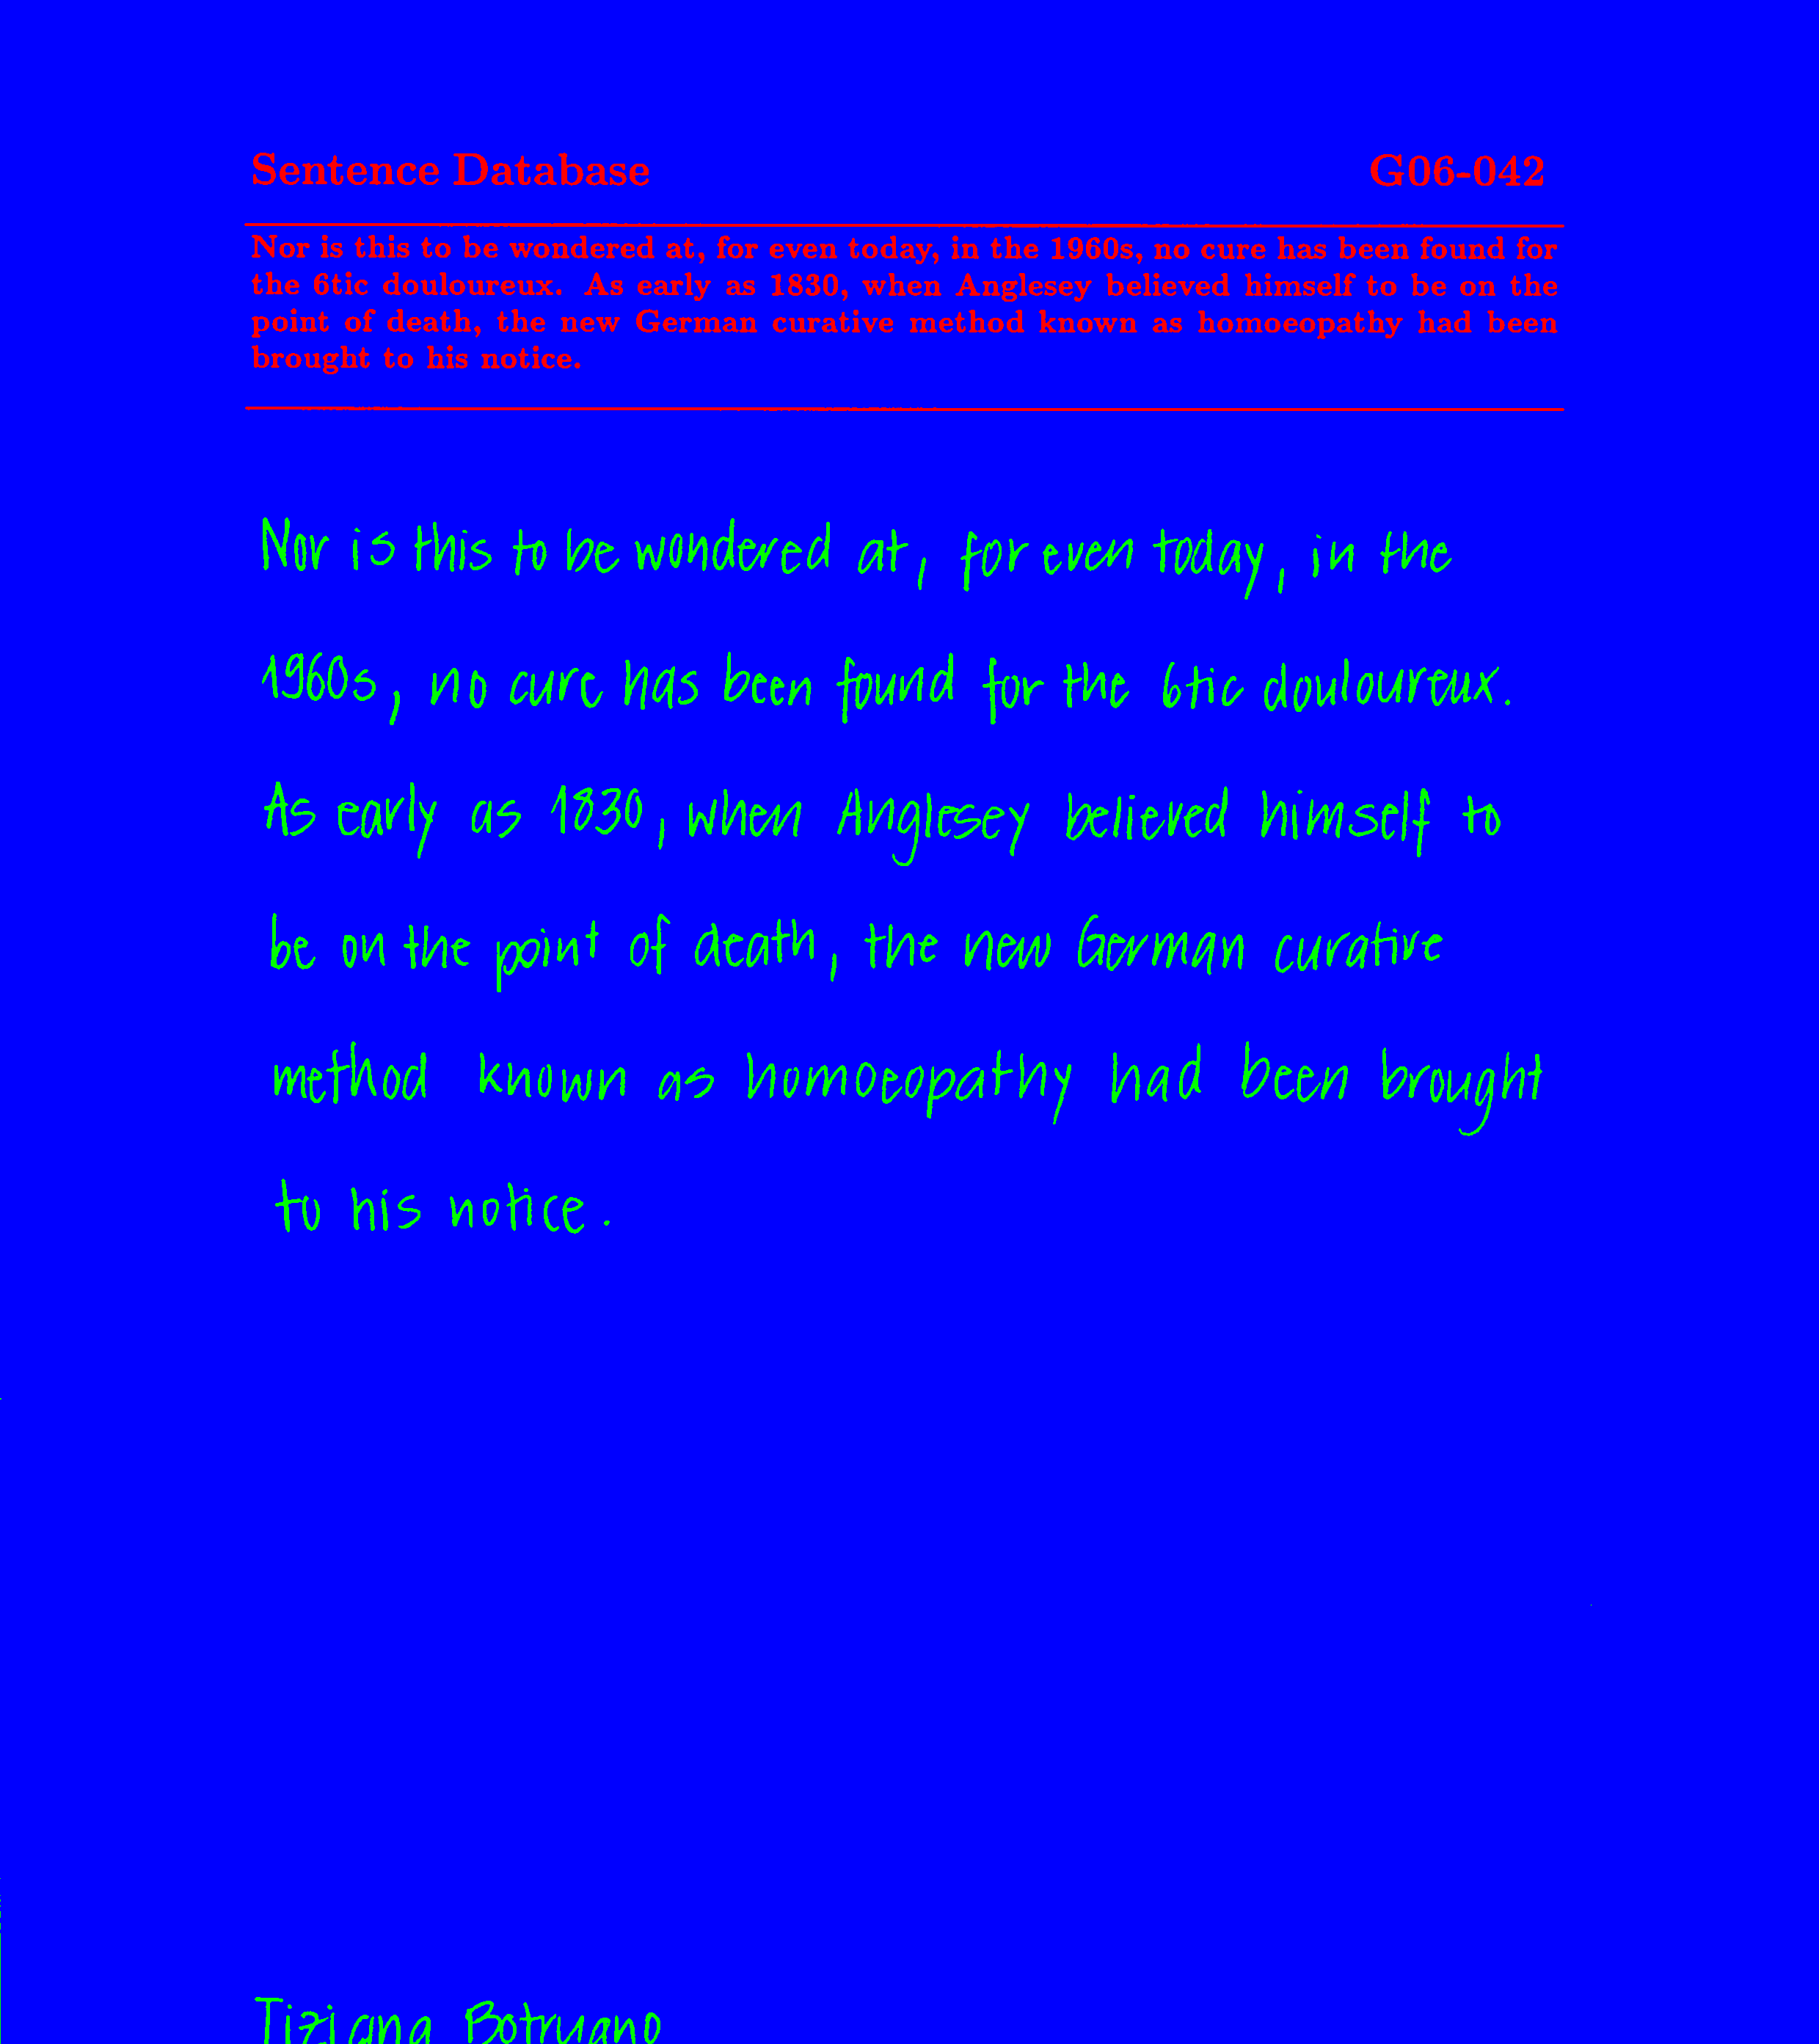 Sentence Database G06-042
Nor is this to be wondered at, for even today, in the 1960s, no cure has been found for
the 6tic douloureux. As early as 1830, when Anglesey believed himself to be on the
point of death, the new German curative method known as homoeopathy had been
brought to his notice.
Nor is this to be wondered at, for even today, in the
1960s, no cure has been found for the 6tic douloureux.
As early as 1830, when Anglesey believed himself to
be on the point of death, the new German curative
method known as homoeopathy had been brought
to his notice.
Tiziana Botruano